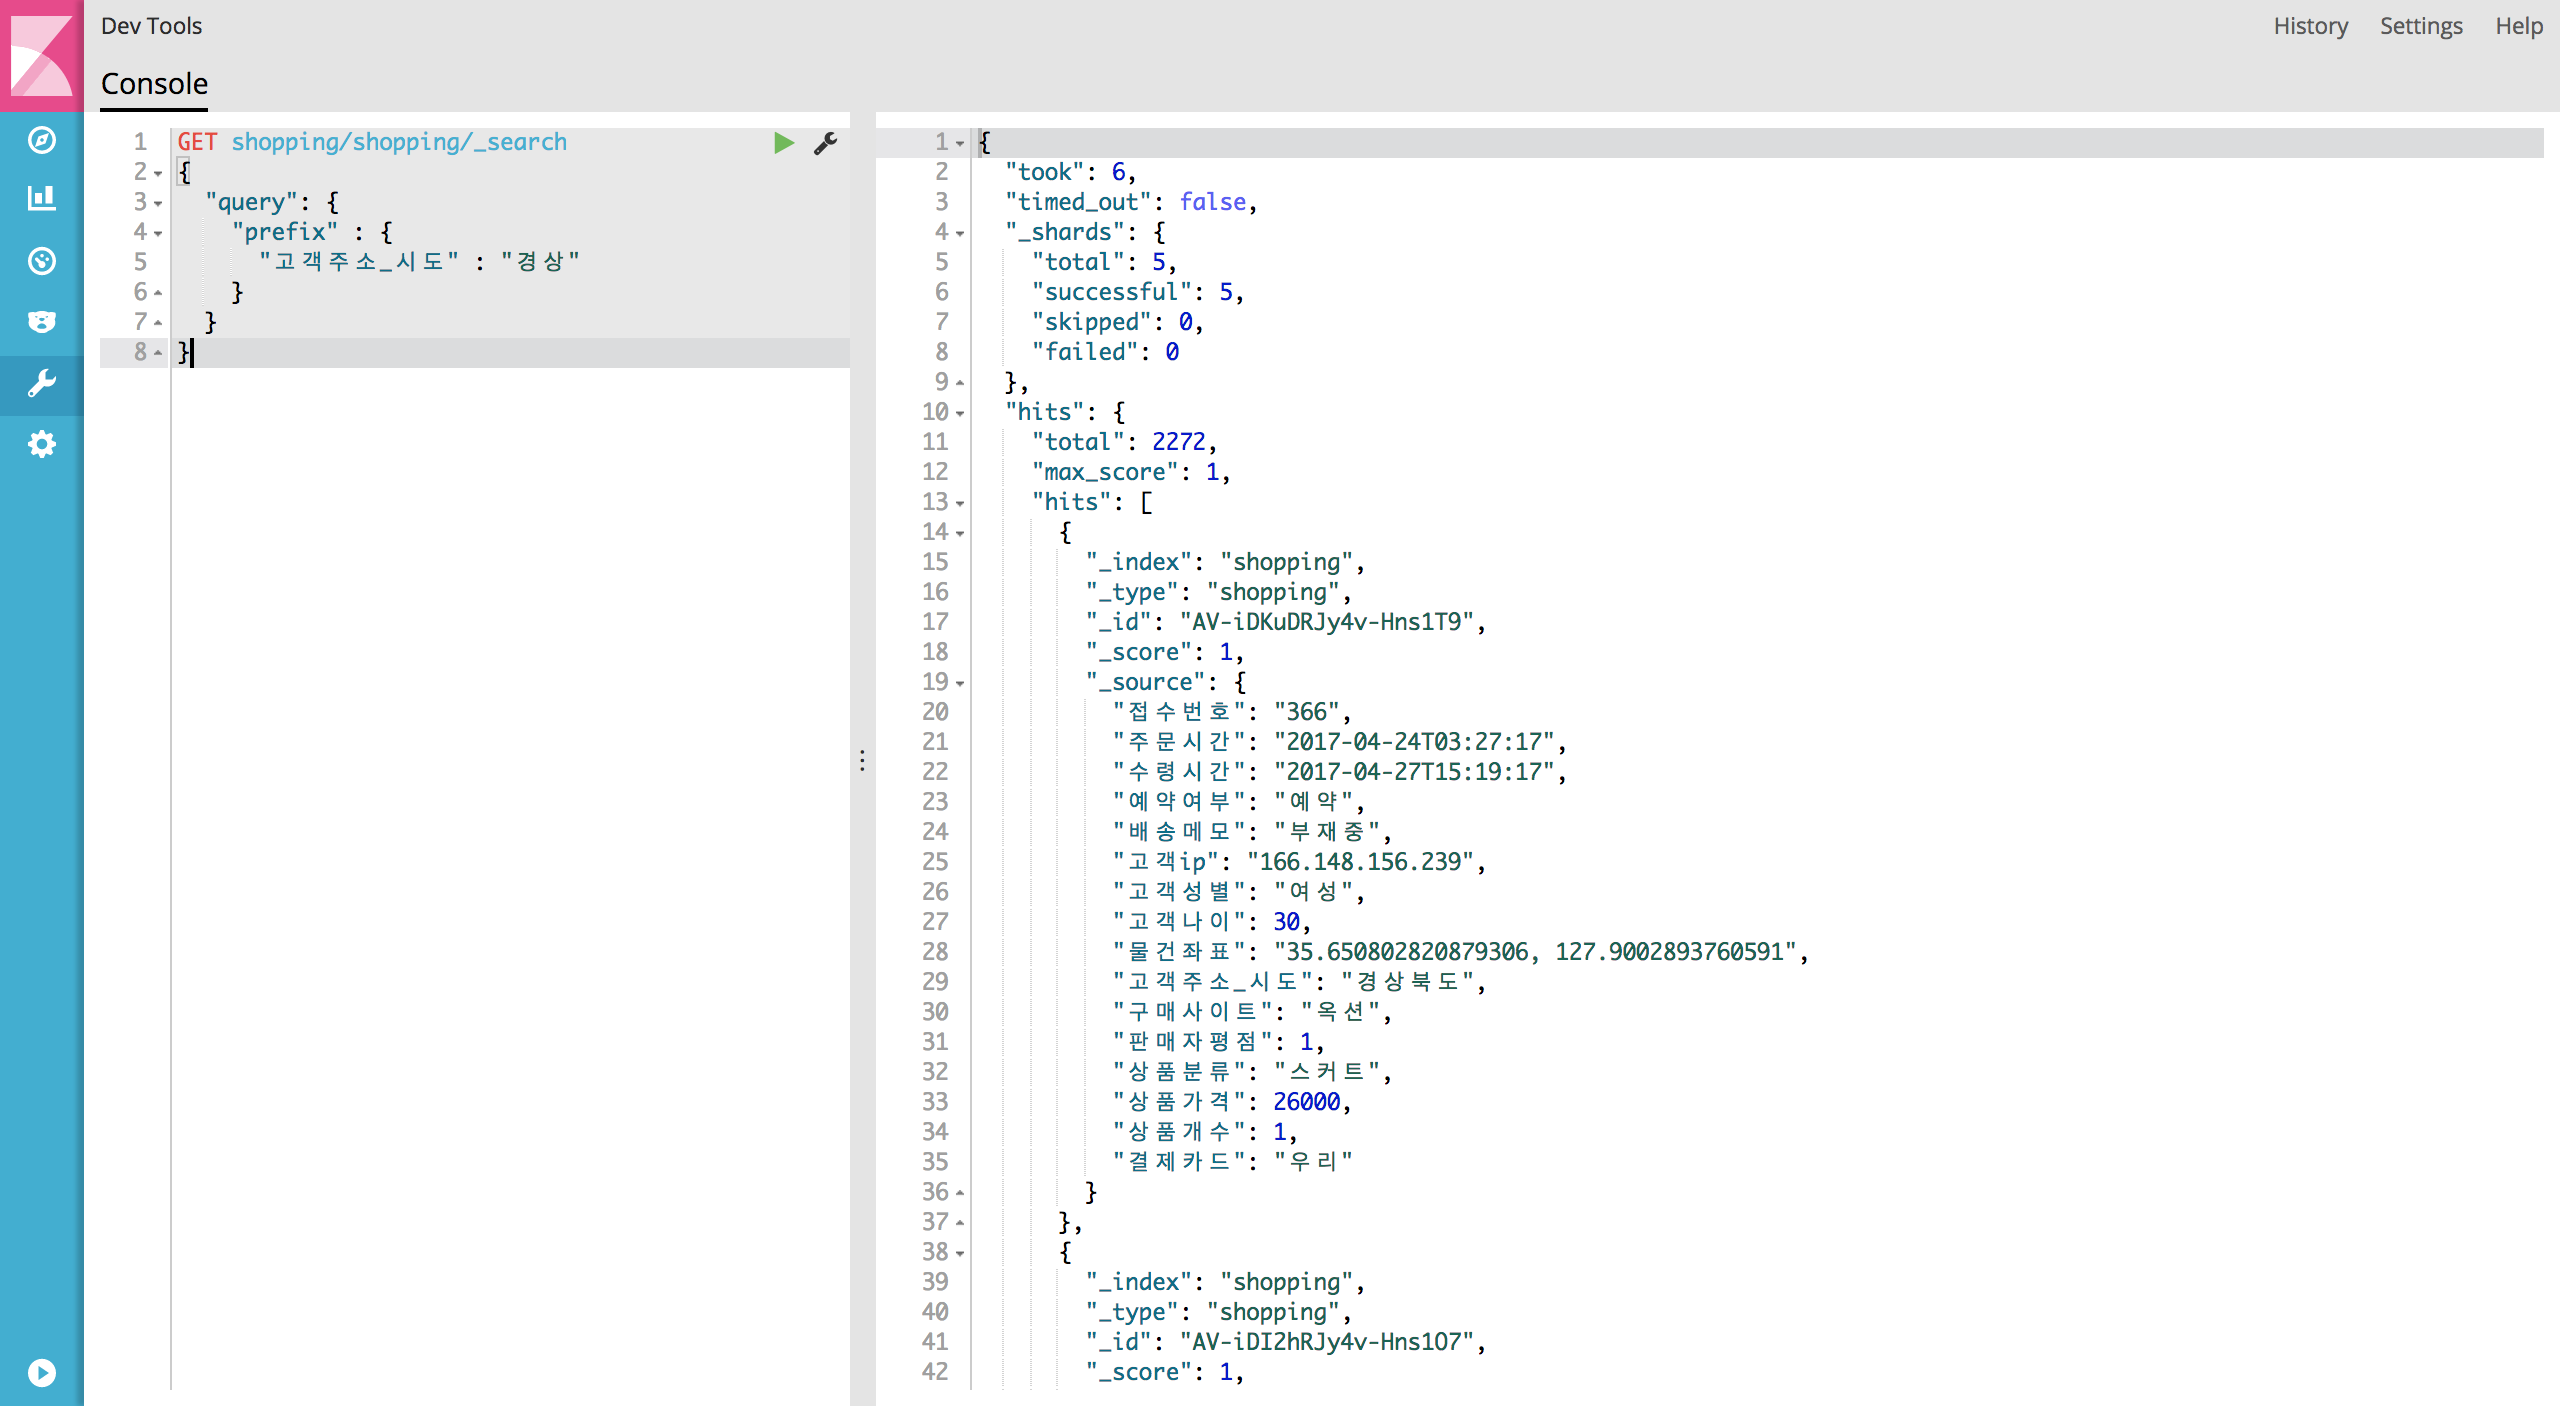 Dev Tools
History Settings Help
Console
1 GET shopping/shopping/_search
2 {
3 "query": {
4 "prefix" : {
5 "고객주소_시도" : "경상"
6 }
7 }
8 }
1 {
2 "took": 6,
3 "timed_out": false,
4 "_shards": {
5 "total": 5,
6 "successful": 5,
7 "skipped": 0,
8 "failed": 0
9 },
10 "hits": {
11 "total": 2272,
12 "max_score": 1,
13 "hits": [
14 {
15 "_index": "shopping",
16 "_type": "shopping",
17 "_id": "AV-iDKuDRJy4v-Hns1T9",
18 "_score": 1,
19 "_source": {
20 "접수번호": "366",
21 "주문시간": "2017-04-24T03:27:17",
22 "수령시간": "2017-04-27T15:19:17",
23 "예약여부": "예약",
24 "배송메모": "부재중",
25 "고객ip": "166.148.156.239",
26 "고객성별": "여성",
27 "고객나이": 30,
28 "물건좌표": "35.650802820879306, 127.9002893760591",
29 "고객주소_시도": "경상북도",
30 "구매사이트": "옥션",
31 "판매자평점": 1,
32 "상품분류": "스커트",
33 "상품가격": 26000,
34 "상품개수": 1,
35 "결제카드": "우리"
36 }
37 },
38 {
39 "_index": "shopping",
40 "_type": "shopping",
41 "_id": "AV-iDI2hRJy4v-Hns1O7",
42 "_score": 1,